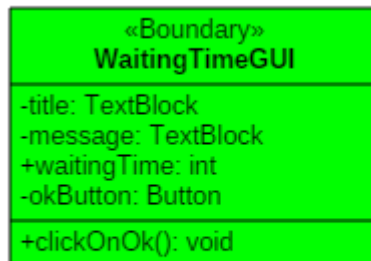 «Boundary»
WaitingTimeGUI
-title: TextBlock
-message: TextBlock
+waitingTime: int
-okButton: Button
+clickOnOk(): void